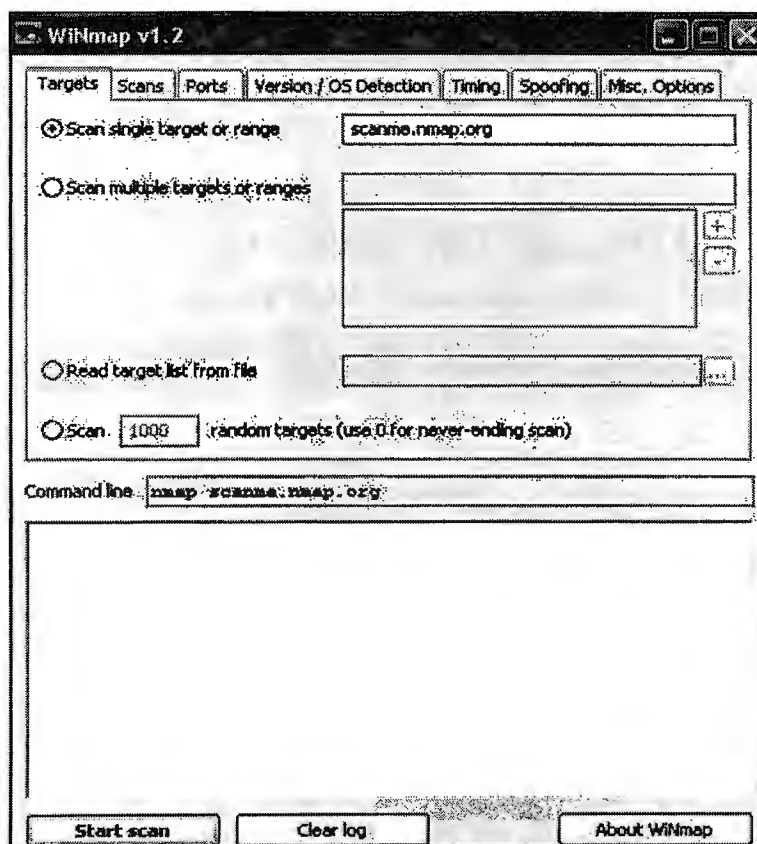 WiNmap v1.2
Targets Scans Ports Version / OS Detection Timing Spoofing Misc. Options
Scan single target or range scanme.nmap.org
Scan multiple targets or ranges
+
-
Read target list from file ...
Scan 1000 random targets (use 0 for never-ending scan)
Command line nmap scanme.nmap.org
Start scan Clear log About WiNmap